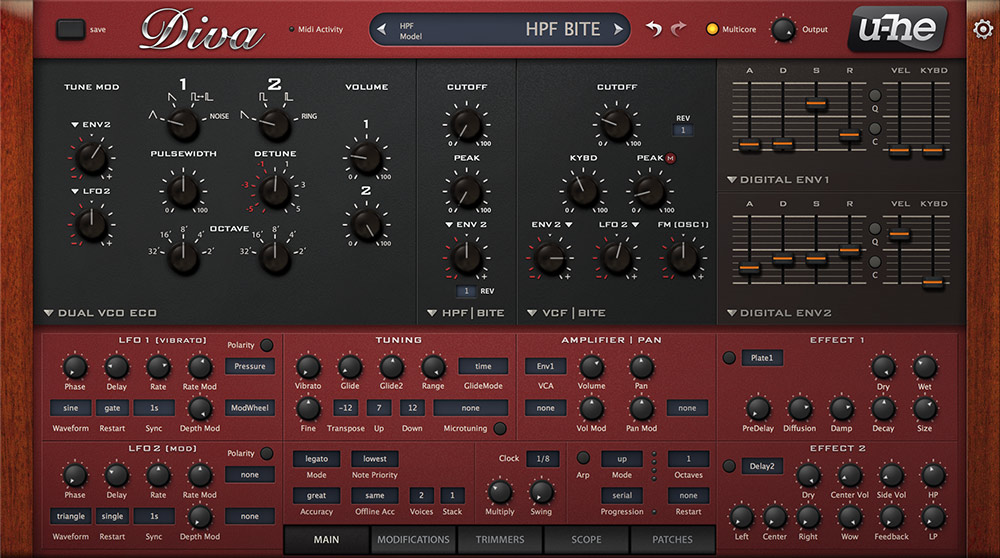 save
Diva
Midi Activity
HPF
Model
HPF BITE
Multicore
Output
u-he
TUNE MOD
1
2
VOLUME
NOISE
RING
ENV2
PULSEWIDTH
DETUNE
1
0 100
0 100
-1 1
-3 3
-5 5
LFO2
2
OCTAVE
16' 8' 4'
32' 2'
16' 8' 4'
32' 2'
0 100
DUAL VCO ECO
CUTOFF
0 100
PEAK
0 100
ENV 2
1 REV
HPF | BITE
CUTOFF
0 100
REV
1
KYBD
PEAK M
0 100
0 100
ENV 2
LFO 2
FM (OSC1)
VCF | BITE
A D S R VEL KYBD
Q
C
DIGITAL ENV1
A D S R VEL KYBD
Q
C
DIGITAL ENV2
LFO 1 (VIBRATO)
Polarity
Phase Delay Rate Rate Mod
Pressure
sine gate 1s
ModWheel
Waveform Restart Sync Depth Mod
TUNING
Vibrato Glide Glide2 Range
time
GlideMode
-12 7 12 none
Fine Transpose Up Down Microtuning
AMPLIFIER | PAN
Env1
VCA Volume Pan
none
none
Vol Mod Pan Mod
EFFECT 1
Plate1
Dry Wet
PreDelay Diffusion Damp Decay Size
LFO 2 (MOD)
Polarity
Phase Delay Rate Rate Mod
none
triangle single 1s
none
Waveform Restart Sync Depth Mod
legato lowest
Mode Note Priority
great same 2 1
Accuracy Offline Acc Voices Stack
Clock 1/8
Multiply Swing
up 1
Arp Mode Octaves
serial none
Progression Restart
EFFECT 2
Delay2
Dry Center Vol Side Vol HP
Left Center Right Wow Feedback LP
MAIN MODIFICATIONS TRIMMERS SCOPE PATCHES